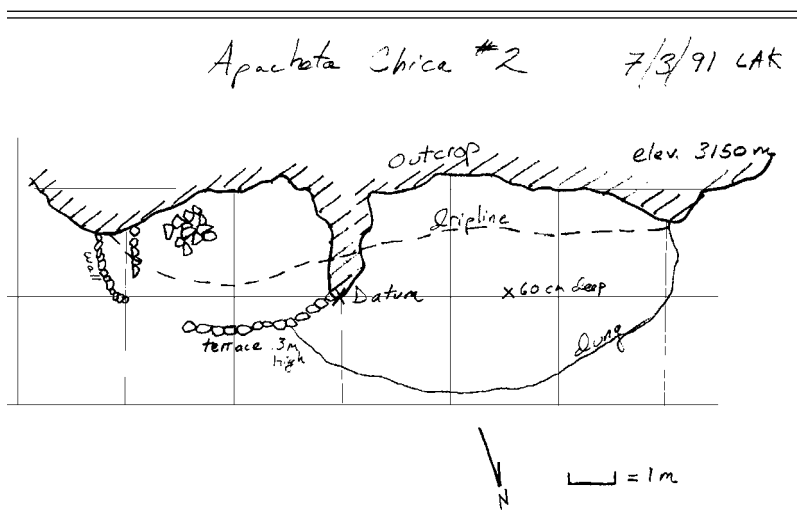 Apacheta Chica #2 7/3/91 LAK
Outcrop
elev. 3150 m
dripline
wall
Datum
x 60 cm deep
terrace .3m
high
dung
N
= 1m